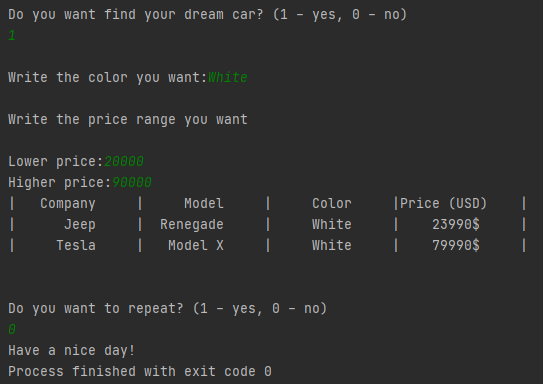 Do you want find your dream car? (1 - yes, 0 - no)
1
Write the color you want:White
Write the price range you want
Lower price:20000
Higher price:90000
|   Company     |     Model     |     Color     |Price (USD)    |
|      Jeep     |  Renegade     |     White     |    23990$     |
|     Tesla     |   Model X     |     White     |    79990$     |
Do you want to repeat? (1 - yes, 0 - no)
0
Have a nice day!
Process finished with exit code 0